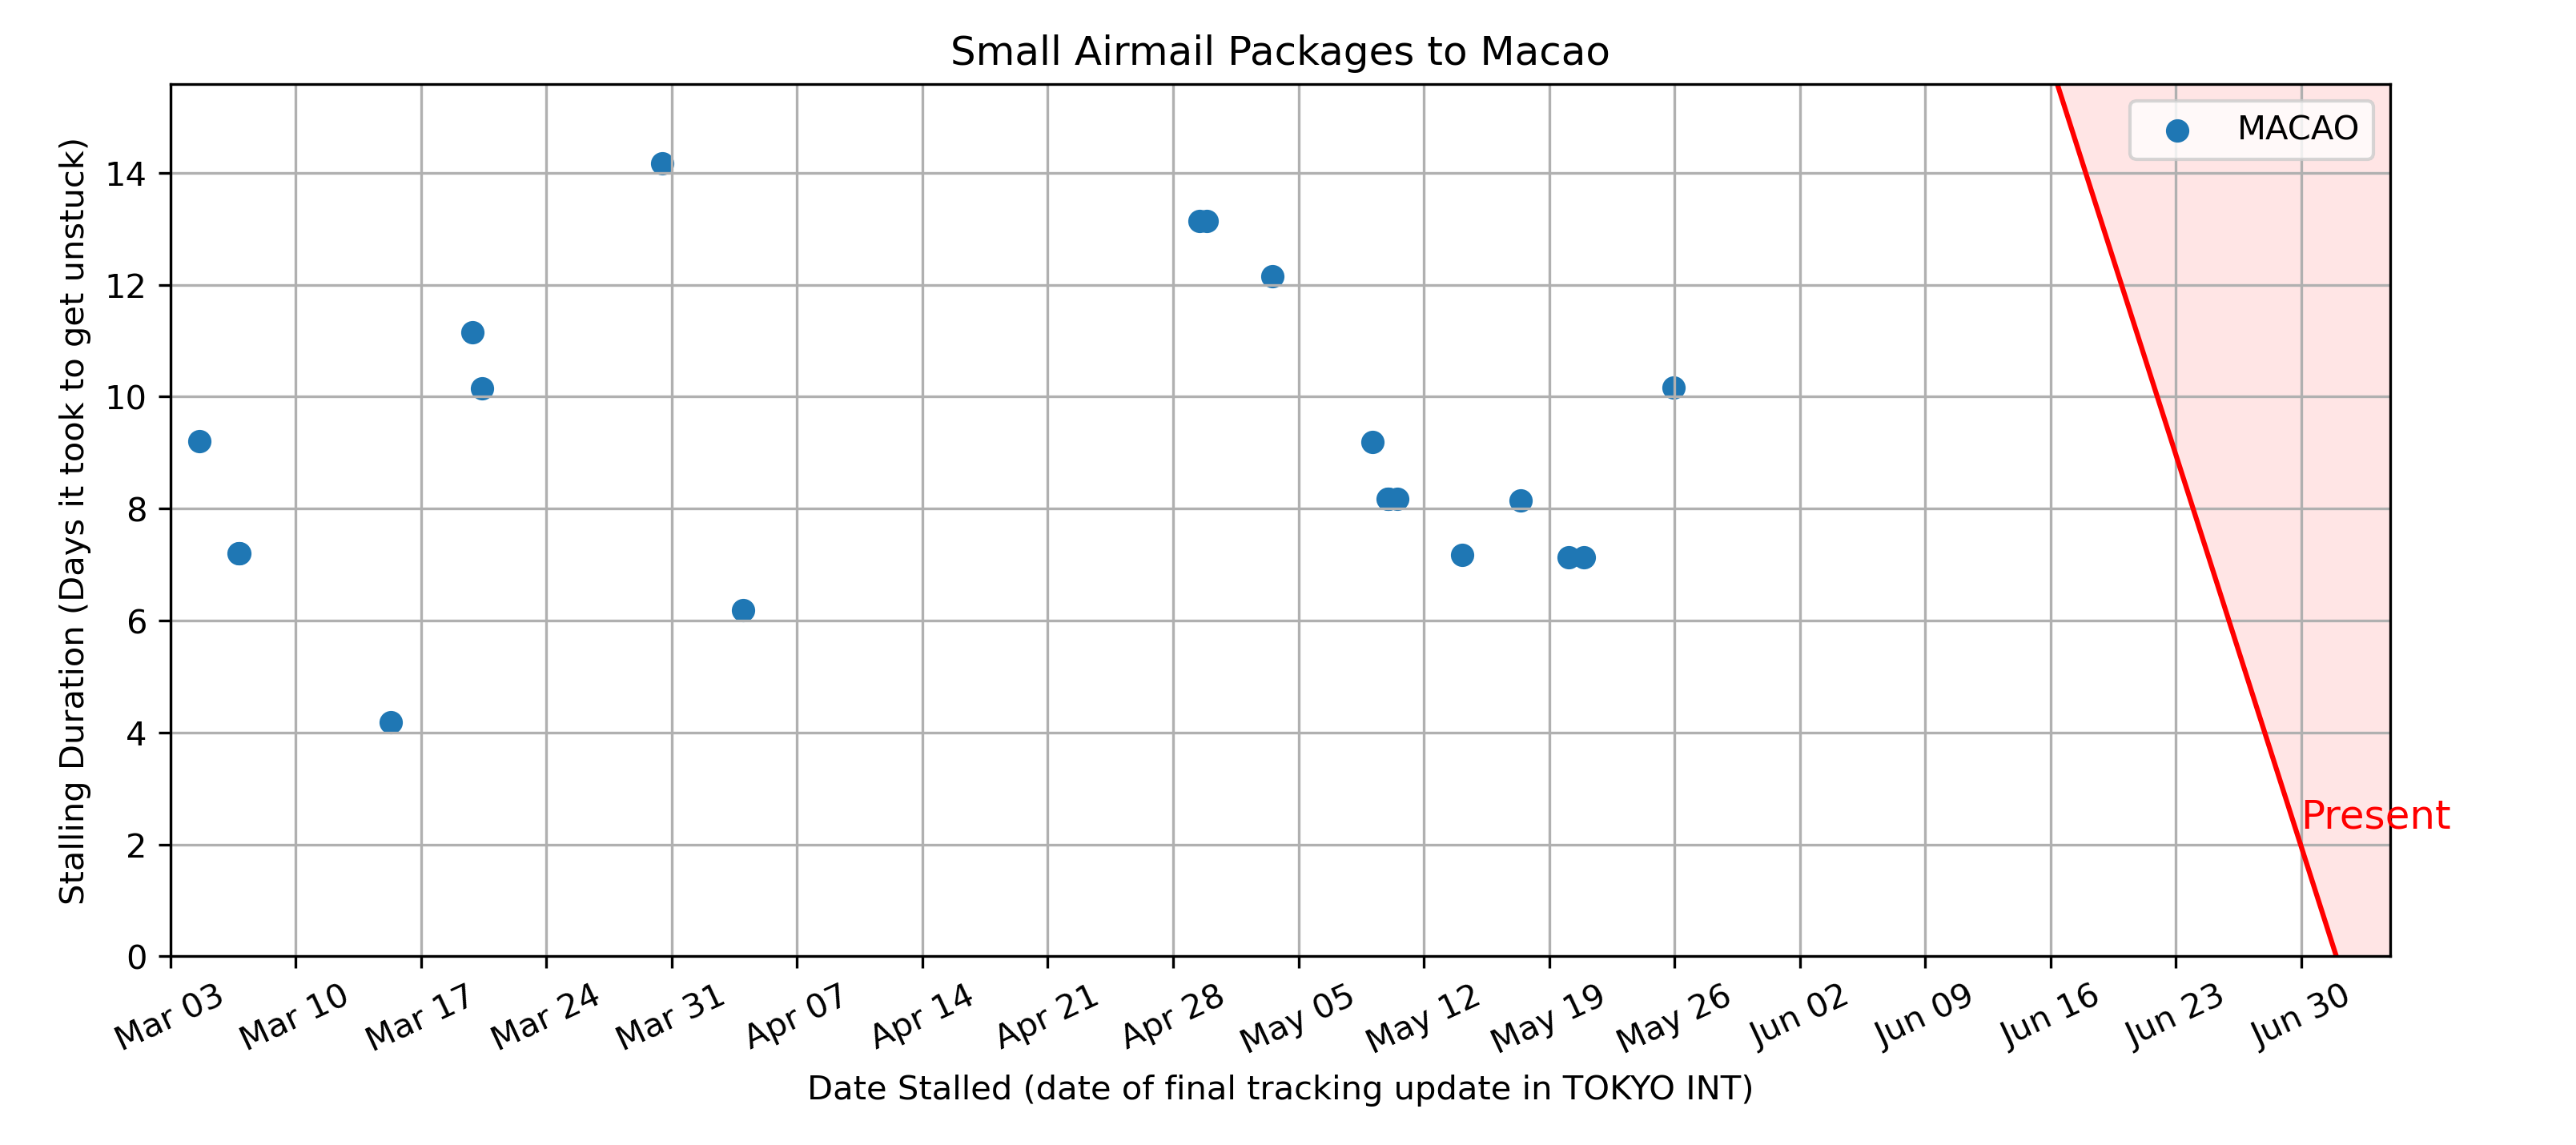 Small Airmail Packages to Macao
MACAO
Stalling Duration (Days it took to get unstuck)
14
12
10
8
6
4
2
0
Present
Mar 03
Mar 10
Mar 17
Mar 24
Mar 31
Apr 07
Apr 14
Apr 21
Apr 28
May 05
May 12
May 19
May 26
Jun 02
Jun 09
Jun 16
Jun 23
Jun 30
Date Stalled (date of final tracking update in TOKYO INT)